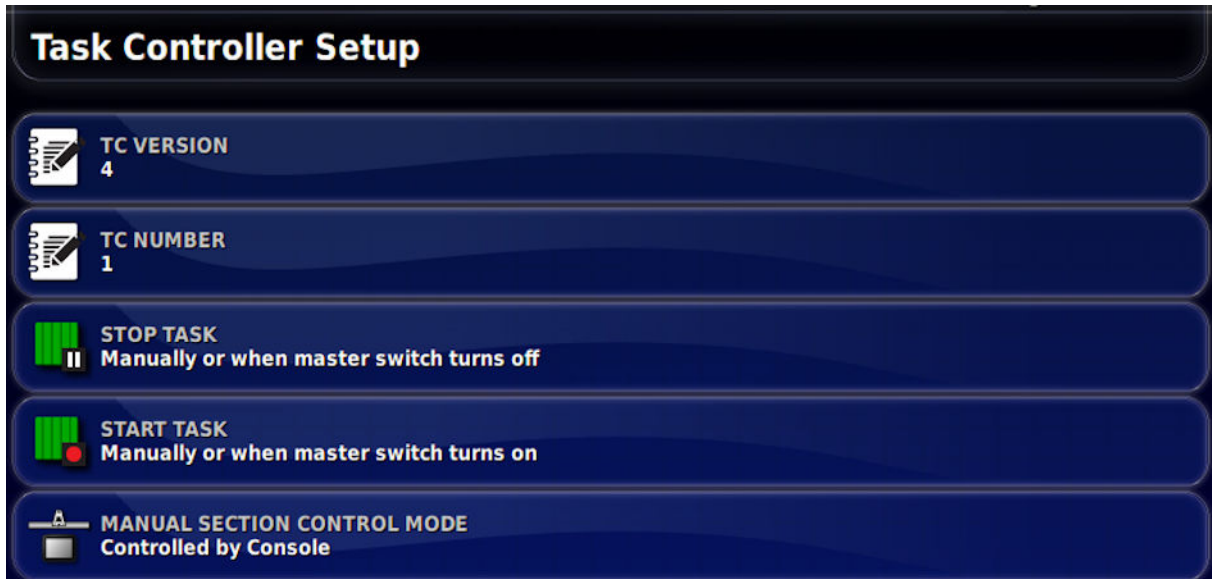 Task Controller Setup
TC VERSION
4
TC NUMBER
1
STOP TASK
Manually or when master switch turns off
START TASK
Manually or when master switch turns on
MANUAL SECTION CONTROL MODE
Controlled by Console